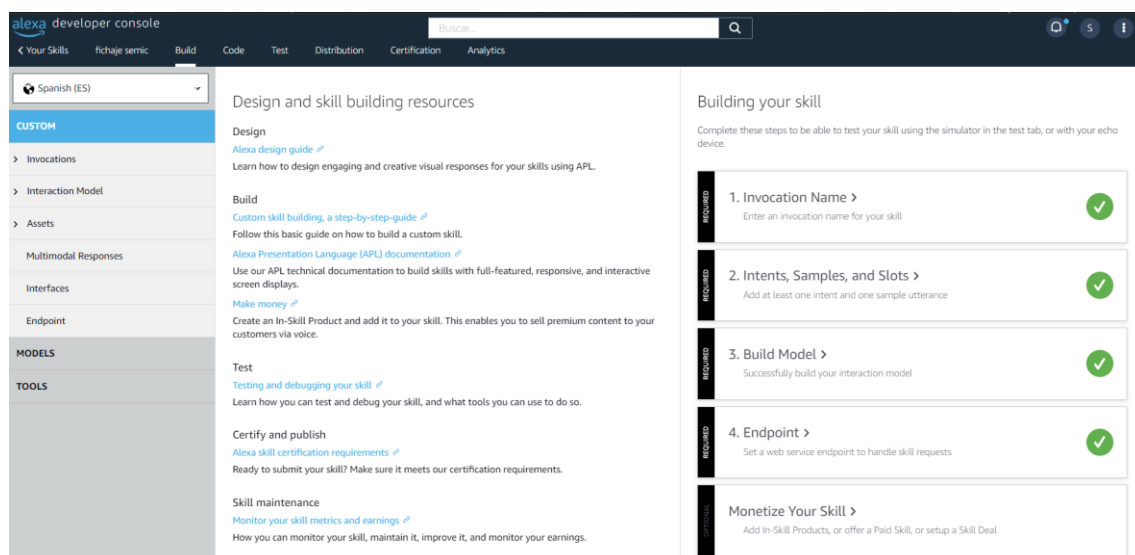 alexa developer console
Buscar...
S
Your Skills
fichaje semic
Build
Code
Test
Distribution
Certification
Analytics
Spanish (ES)
CUSTOM
Invocations
Interaction Model
Assets
Multimodal Responses
Interfaces
Endpoint
MODELS
TOOLS
Design and skill building resources
Design
Alexa design guide
Learn how to design engaging and creative visual responses for your skills using APL.
Build
Custom skill building, a step-by-step-guide
Follow this basic guide on how to build a custom skill.
Alexa Presentation Language (APL) documentation
Use our APL technical documentation to build skills with full-featured, responsive, and interactive
screen displays.
Make money
Create an In-Skill Product and add it to your skill. This enables you to sell premium content to your
customers via voice.
Test
Testing and debugging your skill
Learn how you can test and debug your skill, and what tools you can use to do so.
Certify and publish
Alexa skill certification requirements
Ready to submit your skill? Make sure it meets our certification requirements.
Skill maintenance
Monitor your skill metrics and earnings
How you can monitor your skill, maintain it, improve it, and monitor your earnings.
Building your skill
Complete these steps to be able to test your skill using the simulator in the test tab, or with your echo
device.
REQUIRED
1. Invocation Name >
Enter an invocation name for your skill
REQUIRED
2. Intents, Samples, and Slots >
Add at least one intent and one sample utterance
REQUIRED
3. Build Model >
Successfully build your interaction model
REQUIRED
4. Endpoint >
Set a web service endpoint to handle skill requests
OPTIONAL
Monetize Your Skill >
Add In-Skill Products, or offer a Paid Skill, or setup a Skill Deal